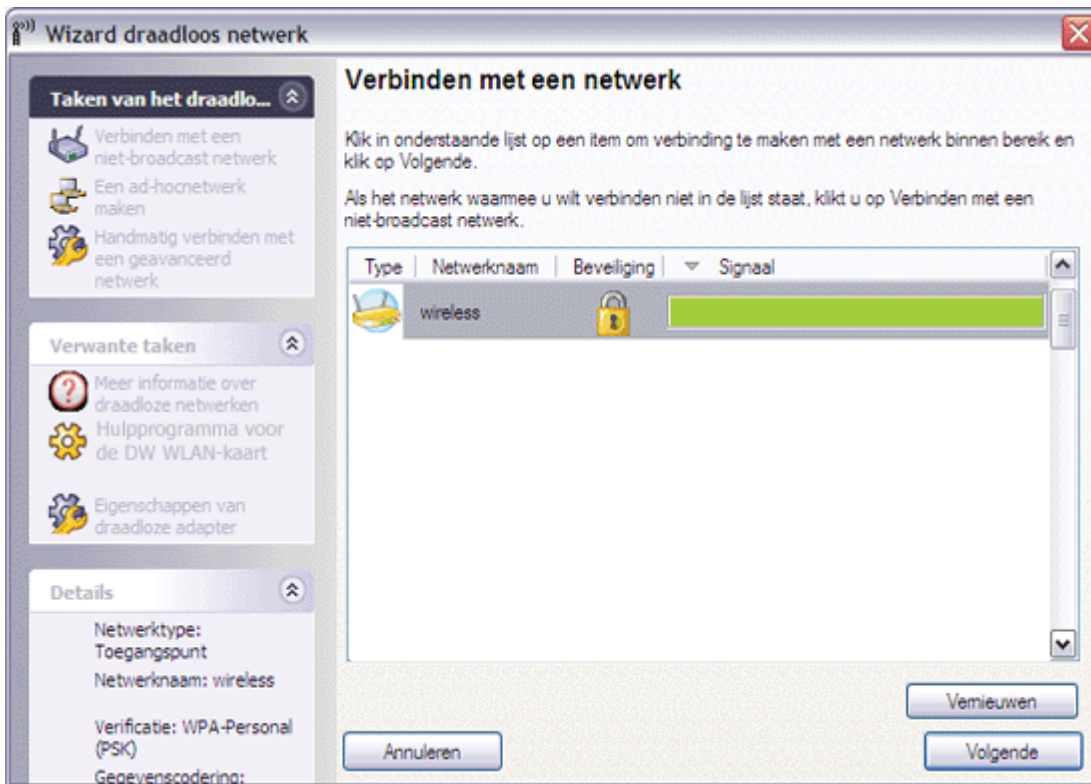 Wizard draadloos netwerk
Taken van het draadlo...
Verbinden met een
niet-broadcast netwerk
Een ad-hocnetwerk
maken
Handmatig verbinden met
een geavanceerd
netwerk
Verwante taken
Meer informatie over
draadloze netwerken
Hulpprogramma voor
de DW WLAN-kaart
Eigenschappen van
draadloze adapter
Details
Netwerktype:
Toegangspunt
Netwerknaam: wireless
Verificatie: WPA-Personal
(PSK)
Gegevenscodering:
Verbinden met een netwerk
Klik in onderstaande lijst op een item om verbinding te maken met een netwerk binnen bereik en
klik op Volgende.
Als het netwerk waarmee u wilt verbinden niet in de lijst staat, klikt u op Verbinden met een
niet-broadcast netwerk.
Type Netwerknaam Beveiliging Signaal
wireless
Vernieuwen
Annuleren Volgende